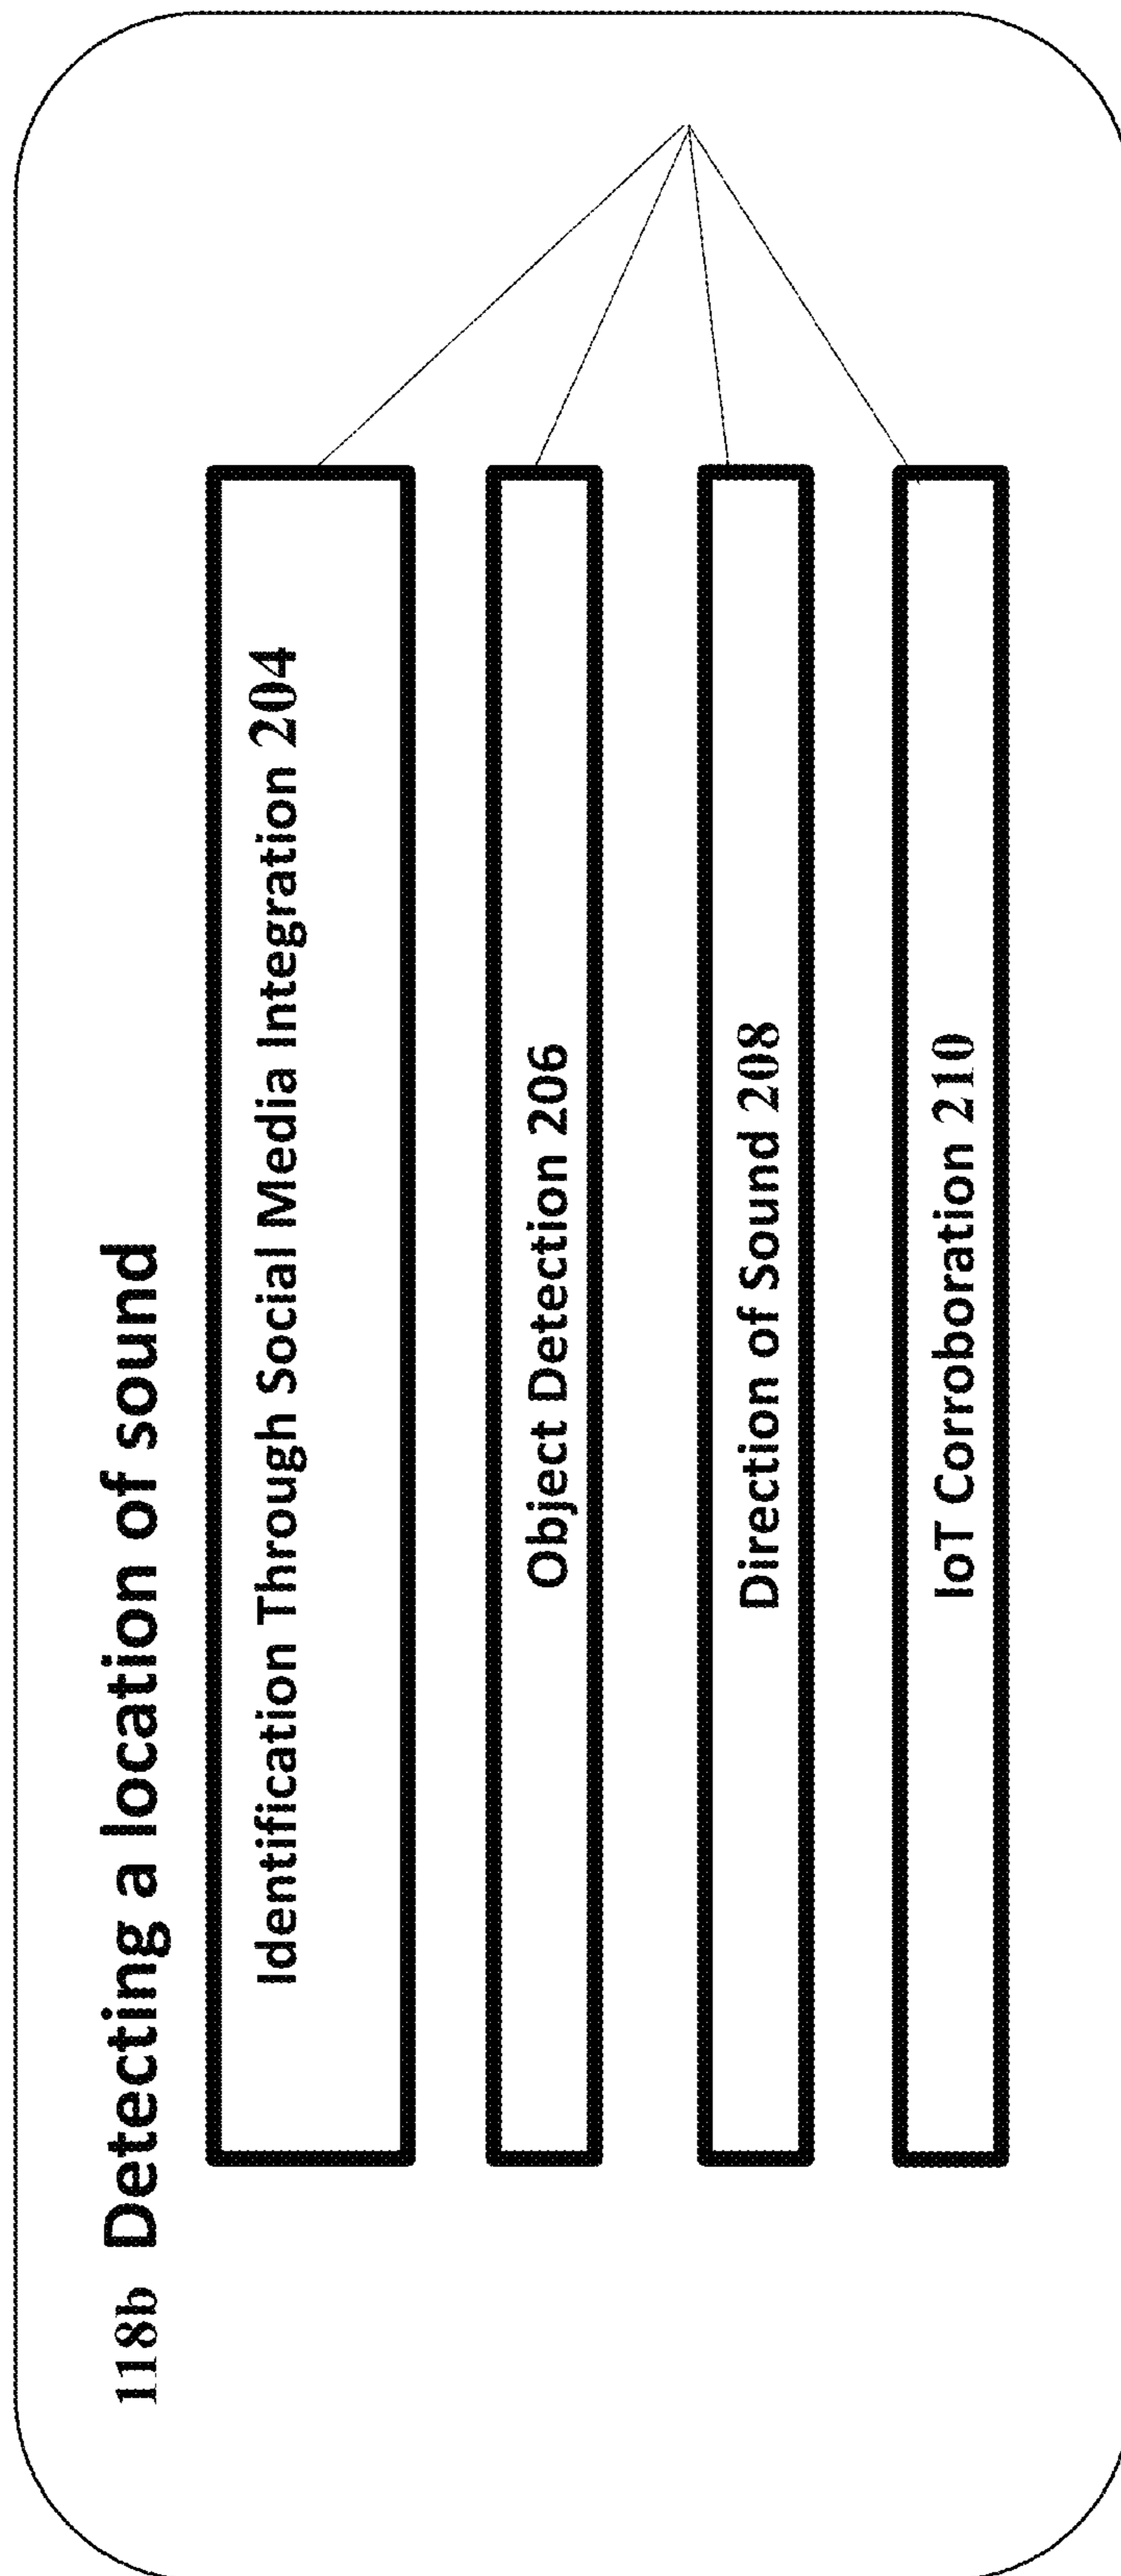 118b Detecting a location of sound
Identification Through Social Media Integration 204
Object Detection 206
Direction of Sound 208
IoT Corroboration 210